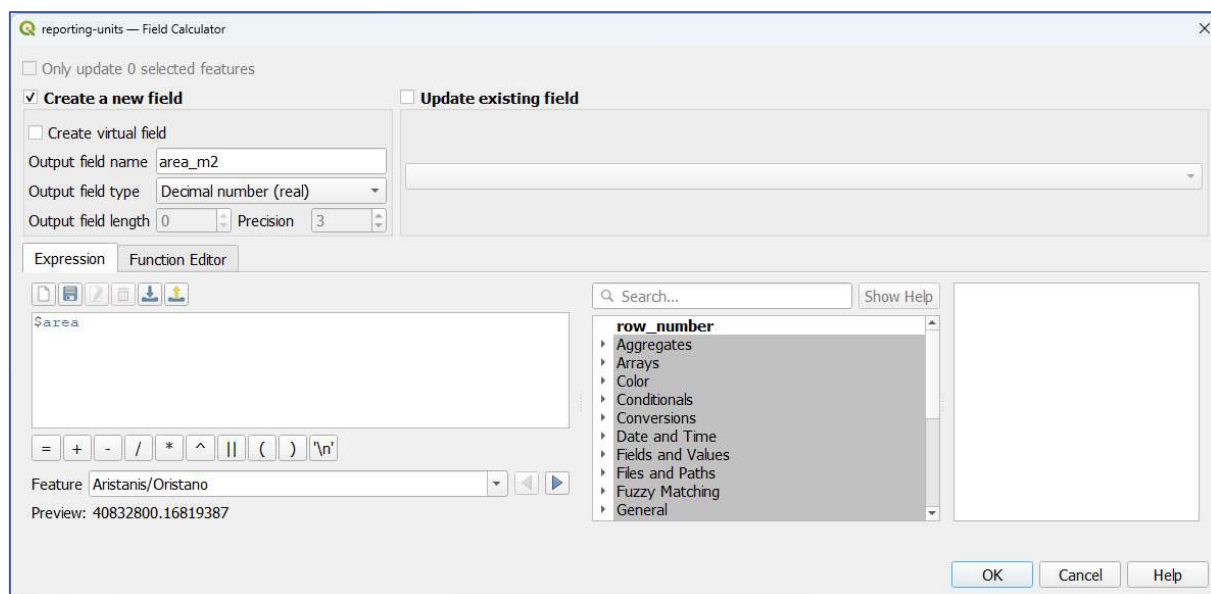 reporting-units — Field Calculator
Only update 0 selected features
Create a new field
Update existing field
Create virtual field
Output field name area_m2
Output field type Decimal number (real)
Output field length 0 Precision 3
Expression Function Editor
Search... Show Help
$area
row_number
Aggregates
Arrays
Color
Conditionals
Conversions
Date and Time
Fields and Values
Files and Paths
Fuzzy Matching
General
= + - / * ^ || ( ) '\n'
Feature Aristanis/Oristano
Preview: 40832800.16819387
OK Cancel Help